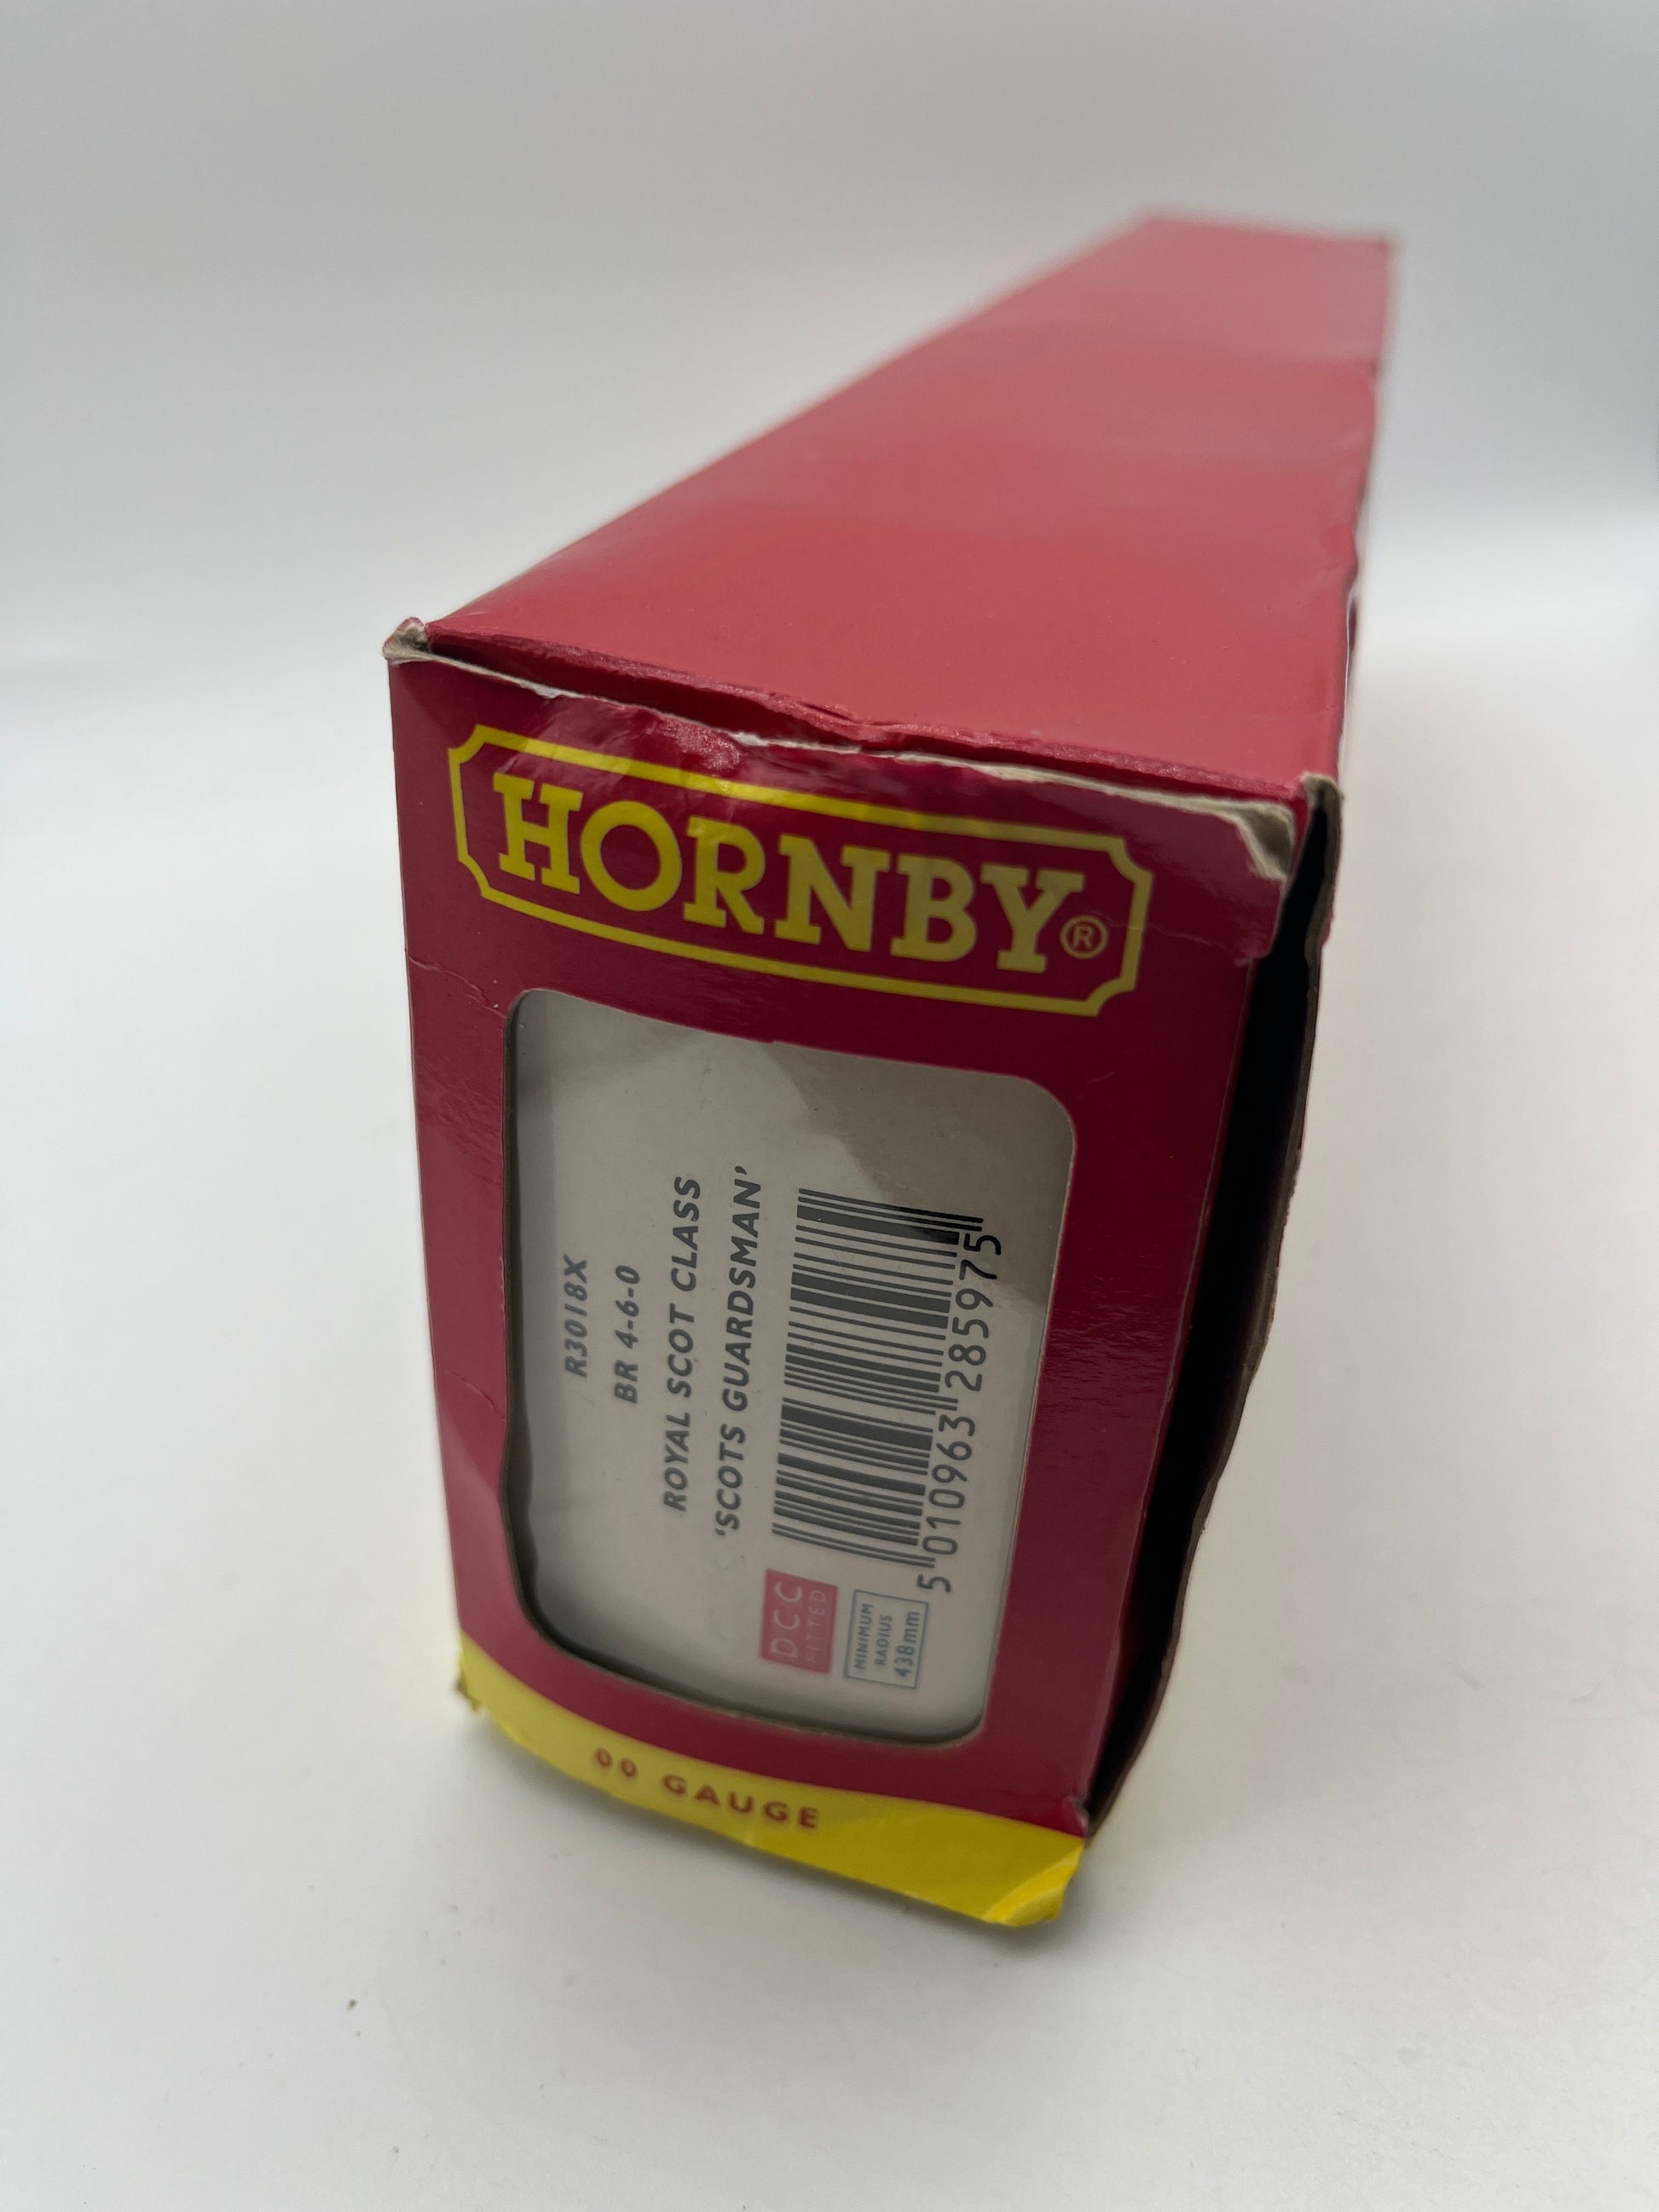 HORNBY®
R3018X
BR 4-6-0
ROYAL SCOT CLASS
'SCOTS GUARDSMAN'
5 010963 285975
DCC
FITTED
MINIMUM
RADIUS
438mm
00 GAUGE